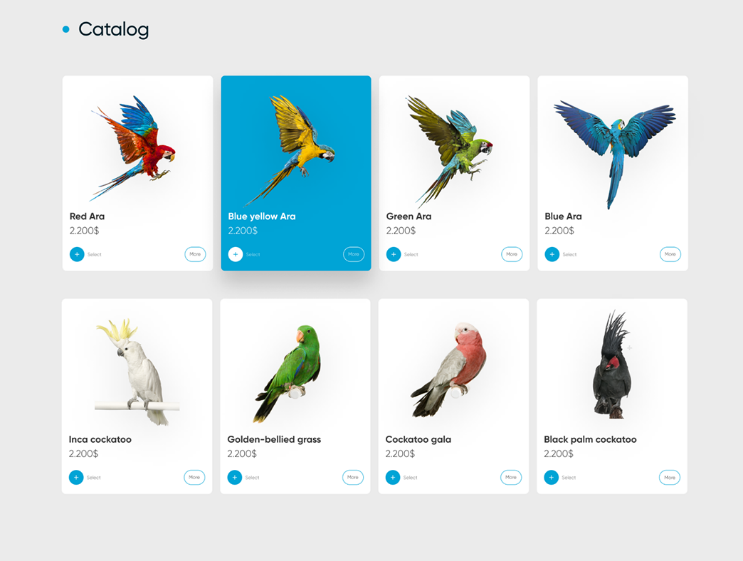 Catalog
Red Ara
2.200$
+ Select
More
Blue yellow Ara
2.200$
+ Select
More
Green Ara
2.200$
+ Select
More
Blue Ara
2.200$
+ Select
More
Inca cockatoo
2.200$
+ Select
More
Golden-bellied grass
2.200$
+ Select
More
Cockatoo gala
2.200$
+ Select
More
Black palm cockatoo
2.200$
+ Select
More